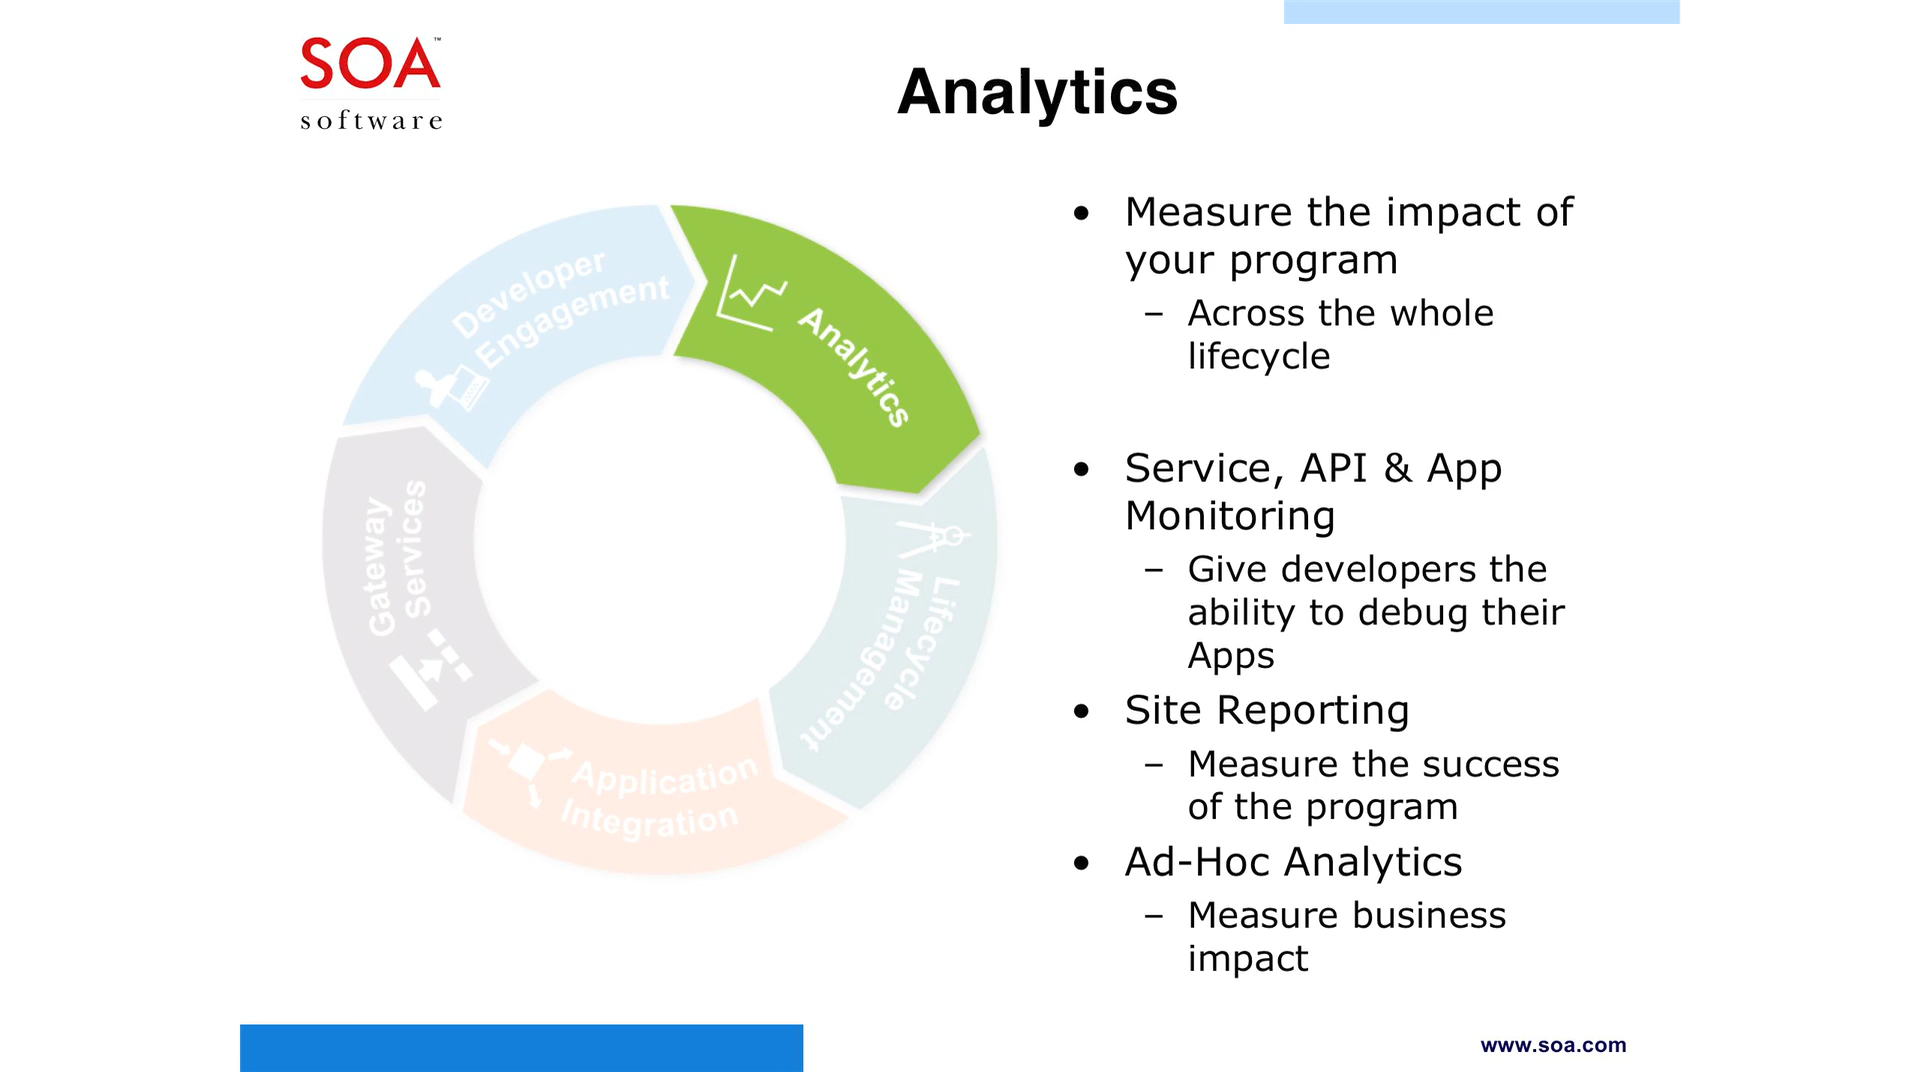 SOA™
software
Analytics
Developer
Engagement
Analytics
Gateway
Services
Lifecycle
Management
Application
Integration
• Measure the impact of
your program
– Across the whole
lifecycle
• Service, API & App
Monitoring
– Give developers the
ability to debug their
Apps
• Site Reporting
– Measure the success
of the program
• Ad-Hoc Analytics
– Measure business
impact
www.soa.com